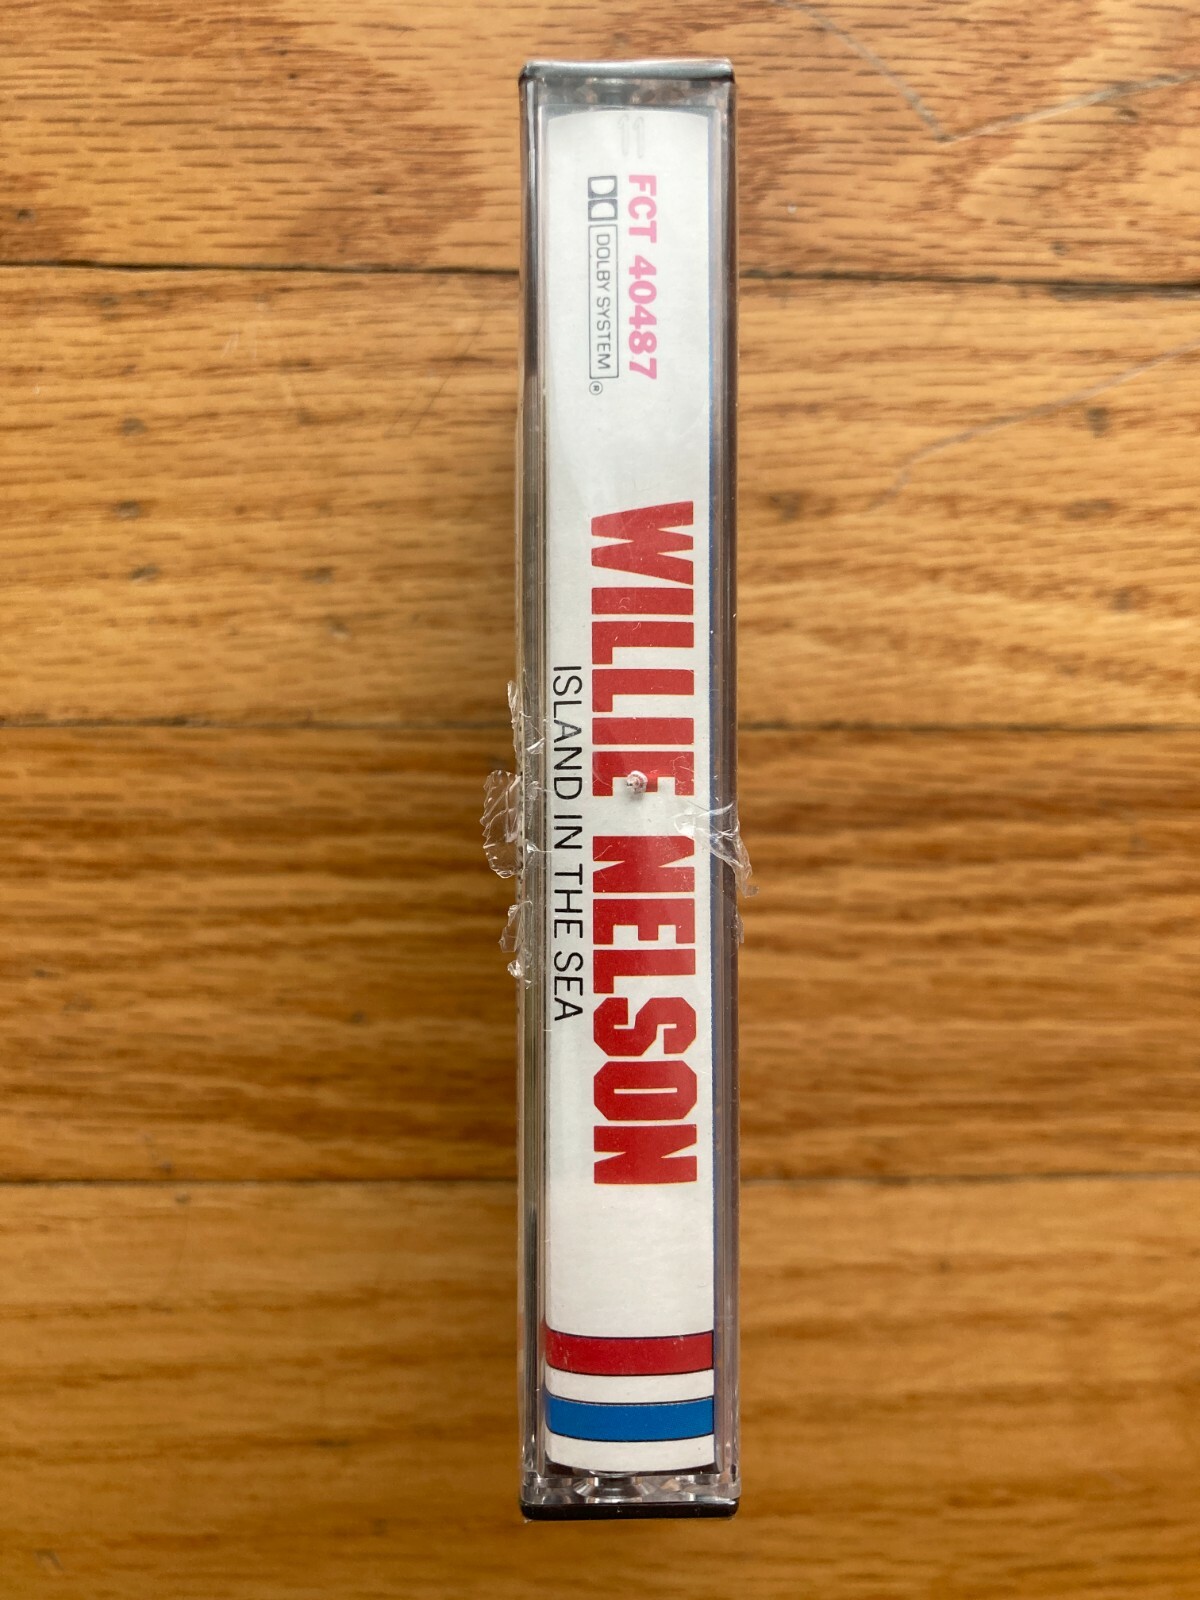 FCT 40487
DOLBY SYSTEM®
WILLIE NELSON
ISLAND IN THE SEA